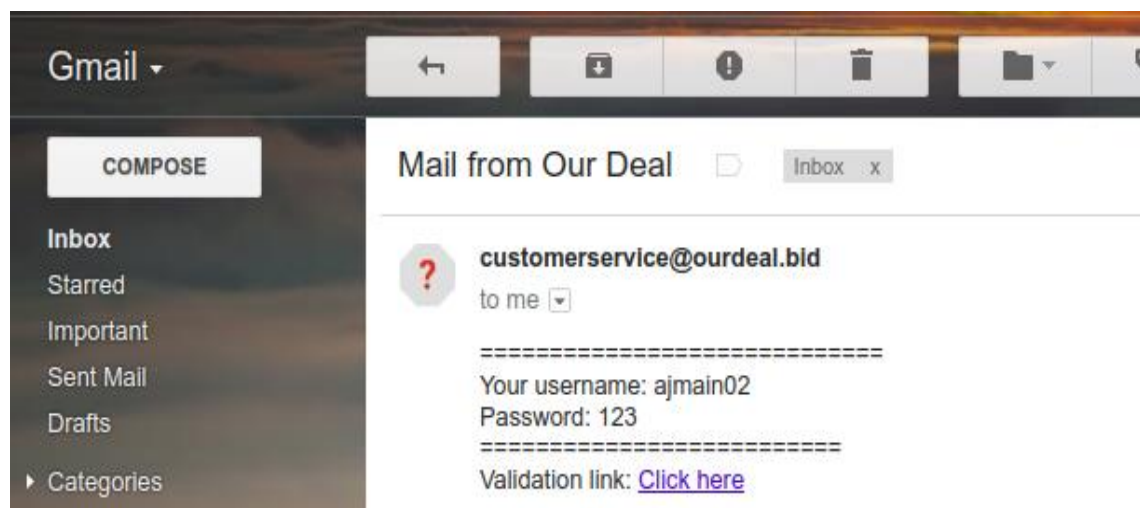 Gmail
COMPOSE
Inbox
Starred
Important
Sent Mail
Drafts
Categories
Mail from Our Deal
Inbox x
customerservice@ourdeal.bid
to me
=============================
Your username: ajmain02
Password: 123
==========================
Validation link: Click here